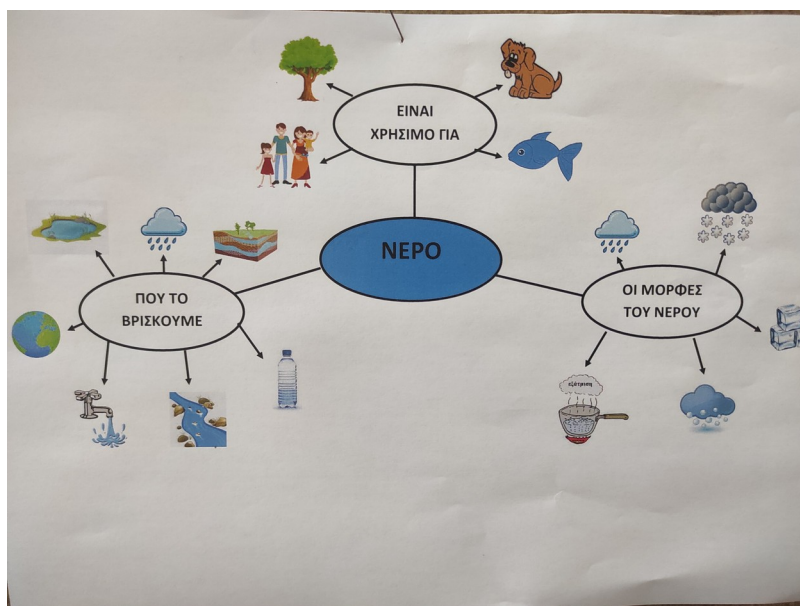 ΕΙΝΑΙ
ΧΡΗΣΙΜΟ ΓΙΑ
ΝΕΡΟ
ΠΟΥ ΤΟ
ΒΡΙΣΚΟΥΜΕ
ΟΙ ΜΟΡΦΕΣ
ΤΟΥ ΝΕΡΟΥ
εξάτμιση